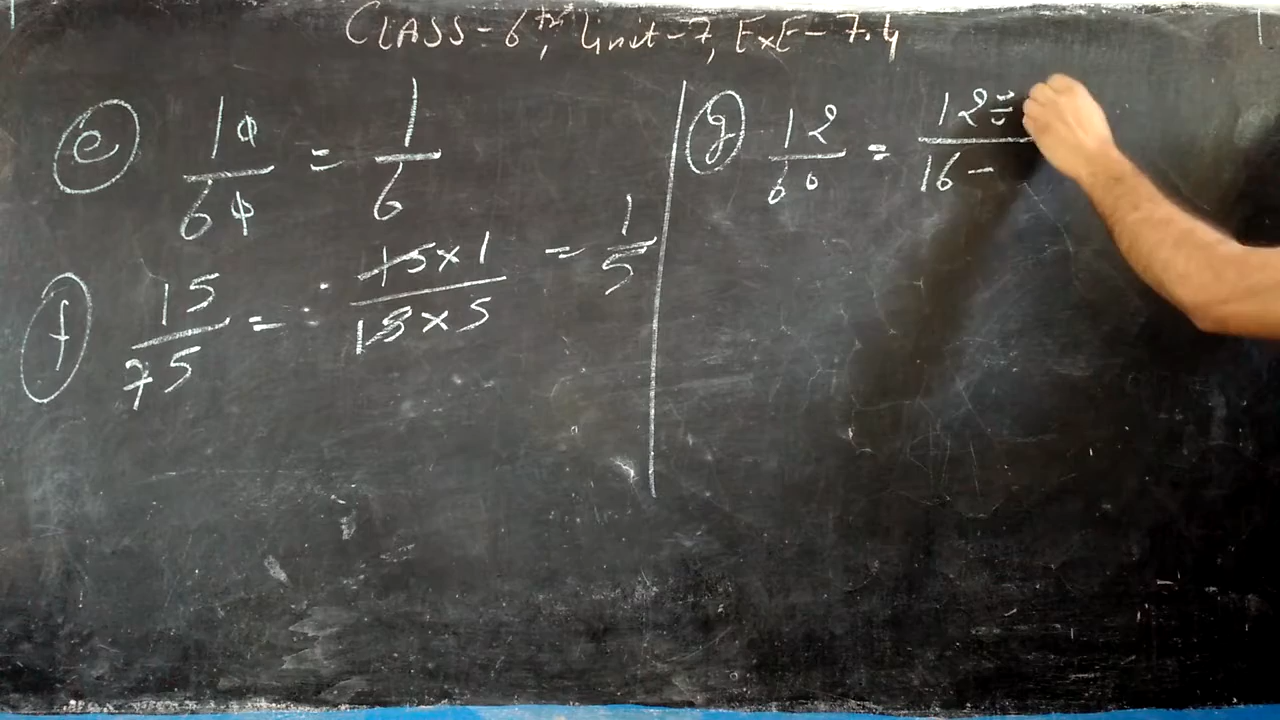 CLASS-6th, Unit-7, ExE-7.4
e 10/60 = 1/6
f 15/75 = 15×1/15×5 = 1/5
g 12/60 = 12÷/16-